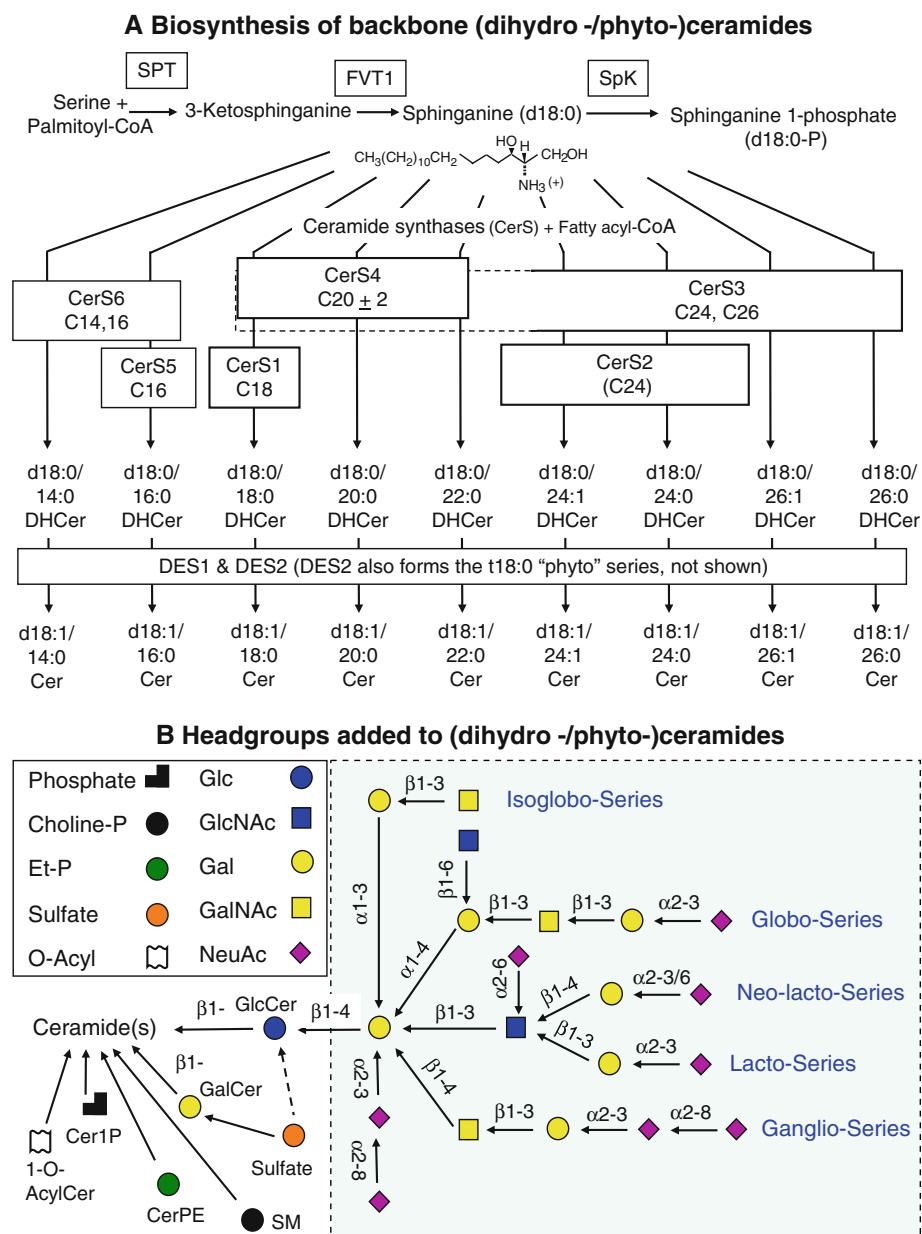 A Biosynthesis of backbone (dihydro -/phyto-)ceramides
SPT
FVT1
SpK
Serine +
Palmitoyl-CoA
3-Ketosphinganine
Sphinganine (d18:0)
Sphinganine 1-phosphate
(d18:0-P)
HO H
CH3(CH2)10CH2
CH2OH
NH3(+)
Ceramide synthases (CerS) + Fatty acyl-CoA
CerS6
C14,16
CerS4
C20 ± 2
CerS3
C24, C26
CerS5
C16
CerS1
C18
CerS2
(C24)
d18:0/ d18:0/ d18:0/ d18:0/ d18:0/ d18:0/ d18:0/ d18:0/ d18:0/
14:0 16:0 18:0 20:0 22:0 24:1 24:0 26:1 26:0
DHCer DHCer DHCer DHCer DHCer DHCer DHCer DHCer DHCer
DES1 & DES2 (DES2 also forms the t18:0 “phyto” series, not shown)
d18:1/ d18:1/ d18:1/ d18:1/ d18:1/ d18:1/ d18:1/ d18:1/ d18:1/
14:0 16:0 18:0 20:0 22:0 24:1 24:0 26:1 26:0
Cer Cer Cer Cer Cer Cer Cer Cer Cer
B Headgroups added to (dihydro -/phyto-)ceramides
Phosphate
Glc
Choline-P
GlcNAc
Et-P
Gal
Sulfate
GalNAc
O-Acyl
NeuAc
β1-3
Isoglobo-Series
α1-3
β1-6
β1-3
β1-3
α2-3
Globo-Series
α1-4
α2-6
β1-4
α2-3/6
Neo-lacto-Series
Ceramide(s)
β1-
GlcCer
β1-4
β1-3
β1-3
α2-3
Lacto-Series
β1-
GalCer
α2-3
β1-4
β1-3
α2-3
α2-8
Ganglio-Series
α2-8
Cer1P
Sulfate
1-O-
AcylCer
CerPE
SM